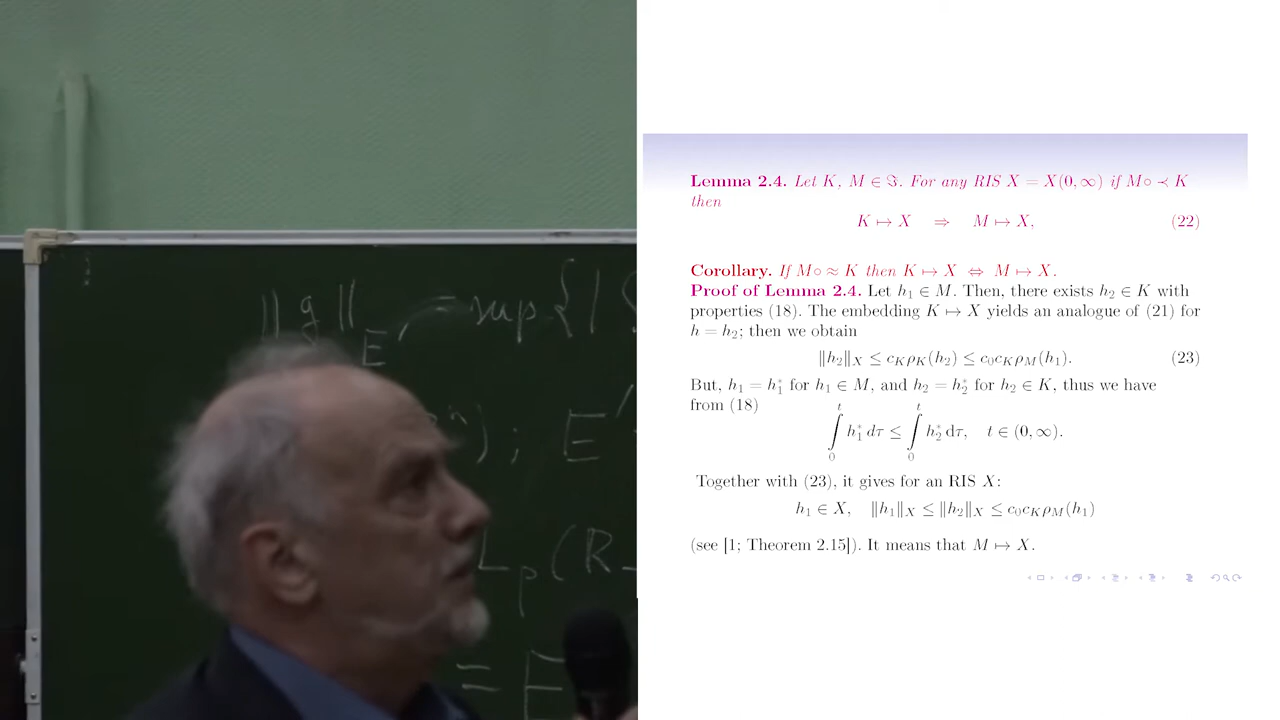 ‖g‖_E′ = sup {|
); E′
L_p(R
= E
Lemma 2.4. Let K, M ∈ ℑ. For any RIS X = X(0, ∞) if M∘ ≺ K
then
K ↦ X ⇒ M ↦ X, (22)
Corollary. If M∘ ≈ K then K ↦ X ⇔ M ↦ X.
Proof of Lemma 2.4. Let h₁ ∈ M. Then, there exists h₂ ∈ K with
properties (18). The embedding K ↦ X yields an analogue of (21) for
h = h₂; then we obtain
‖h₂‖_X ≤ c_K ρ_K(h₂) ≤ c₀c_K ρ_M(h₁). (23)
But, h₁ = h₁* for h₁ ∈ M, and h₂ = h₂* for h₂ ∈ K, thus we have
from (18)
∫₀ᵗ h₁* dτ ≤ ∫₀ᵗ h₂* dτ, t ∈ (0, ∞).
Together with (23), it gives for an RIS X:
h₁ ∈ X, ‖h₁‖_X ≤ ‖h₂‖_X ≤ c₀c_K ρ_M(h₁)
(see [1; Theorem 2.15]). It means that M ↦ X.